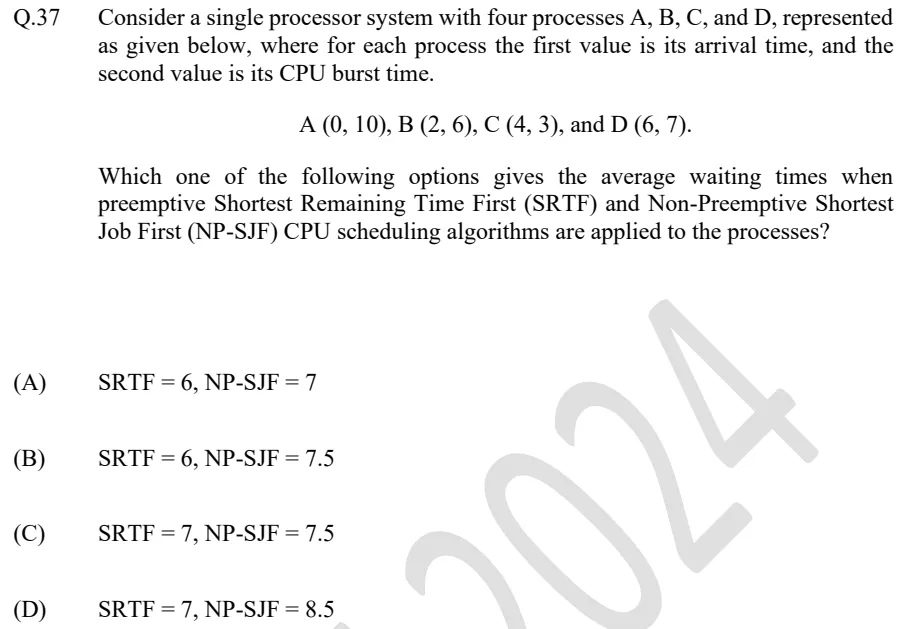 Q.37 Consider a single processor system with four processes A, B, C, and D, represented
as given below, where for each process the first value is its arrival time, and the
second value is its CPU burst time.
A (0, 10), B (2, 6), C (4, 3), and D (6, 7).
Which one of the following options gives the average waiting times when
preemptive Shortest Remaining Time First (SRTF) and Non-Preemptive Shortest
Job First (NP-SJF) CPU scheduling algorithms are applied to the processes?
(A) SRTF = 6, NP-SJF = 7
(B) SRTF = 6, NP-SJF = 7.5
(C) SRTF = 7, NP-SJF = 7.5
(D) SRTF = 7, NP-SJF = 8.5
2024